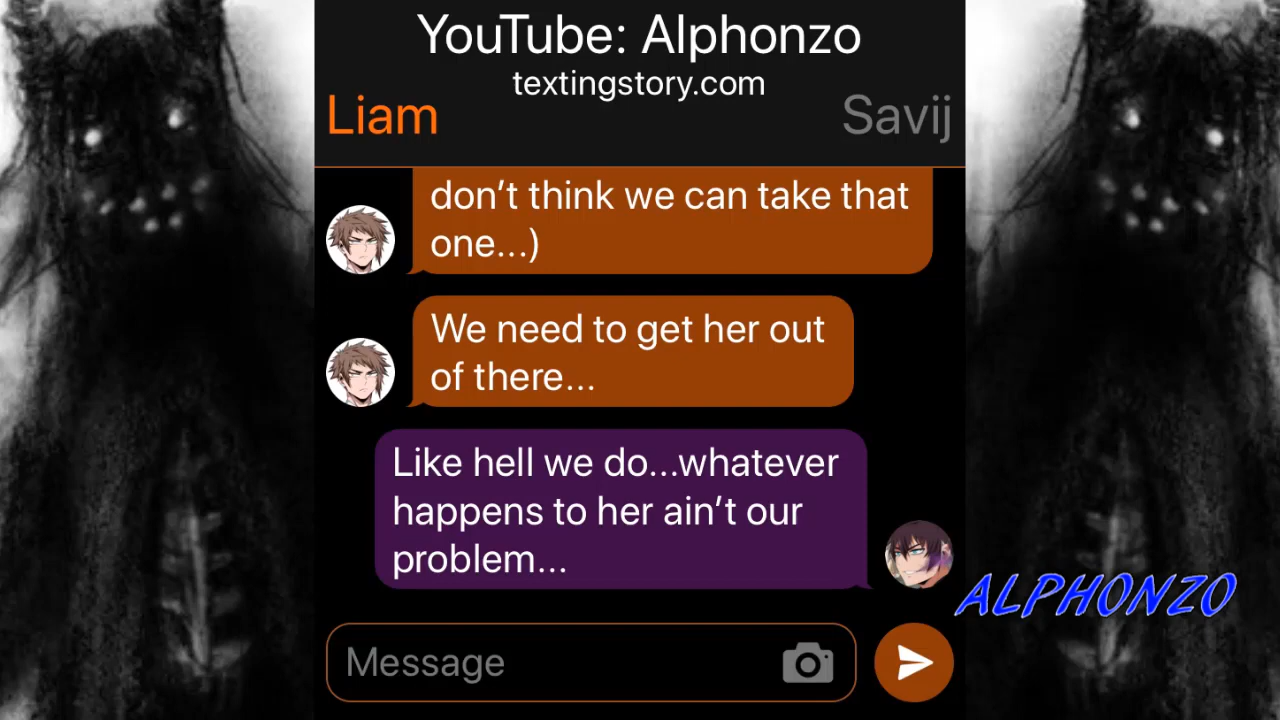 YouTube: Alphonzo
textingstory.com
Liam
Savij
don’t think we can take that
one...)
We need to get her out
of there...
Like hell we do...whatever
happens to her ain’t our
problem...
ALPHONZO
Message